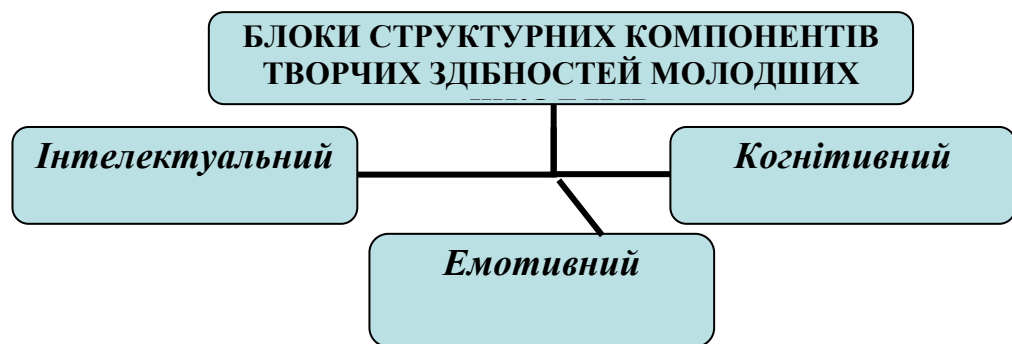 БЛОКИ СТРУКТУРНИХ КОМПОНЕНТІВ
ТВОРЧИХ ЗДІБНОСТЕЙ МОЛОДШИХ
Інтелектуальний
Когнітивний
Емотивний